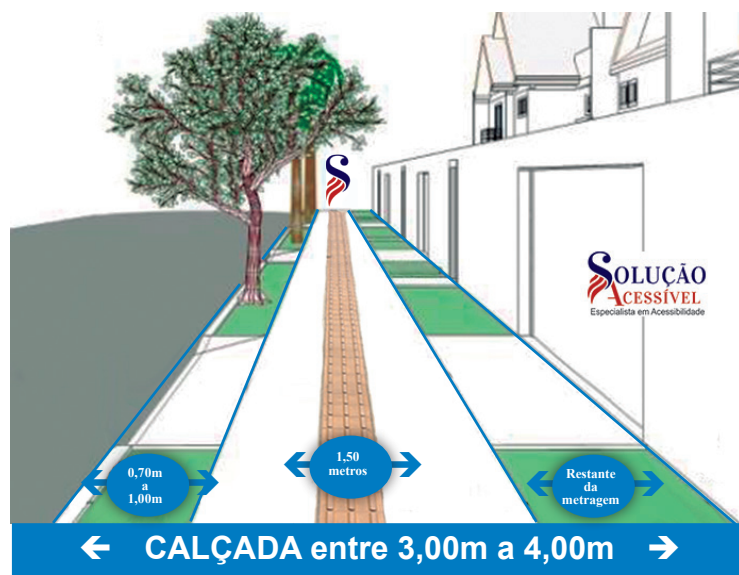 S
SOLUÇÃO
ACESSÍVEL
Especialista em Acessibilidade
0,70m
a
1,00m
1,50
metros
Restante
da
metragem
CALÇADA entre 3,00m a 4,00m